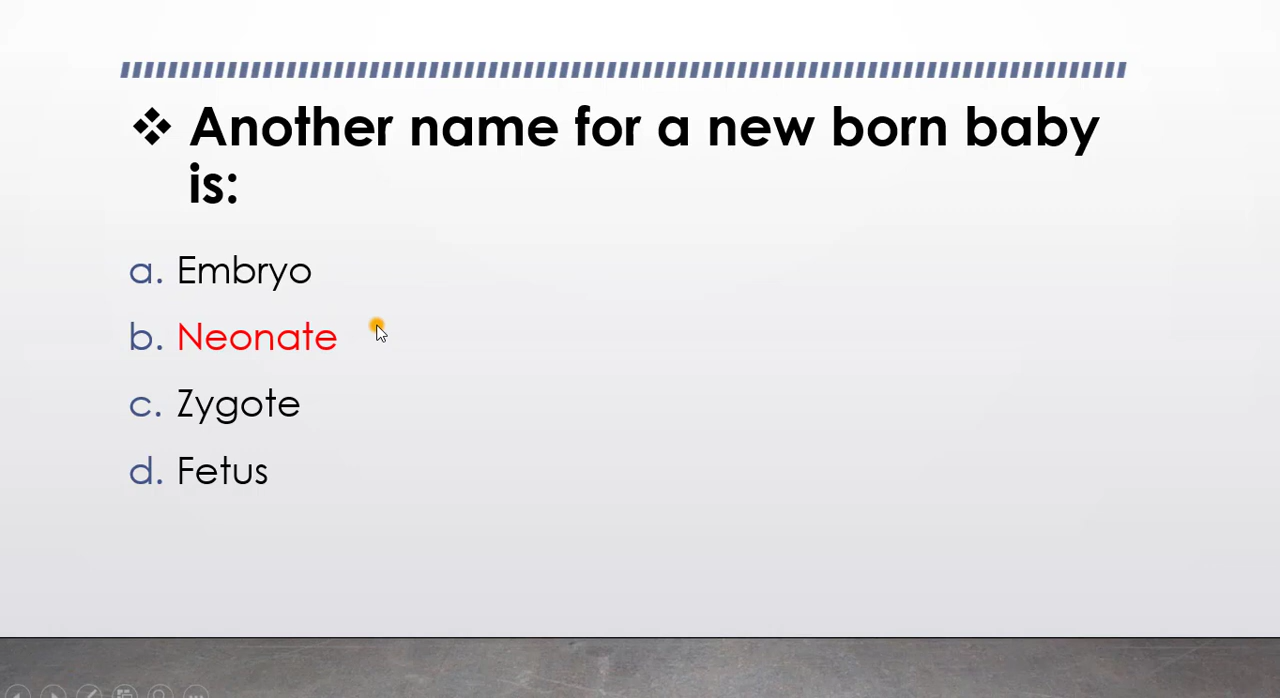 ❖ Another name for a new born baby
is:
a. Embryo
b. Neonate
c. Zygote
d. Fetus